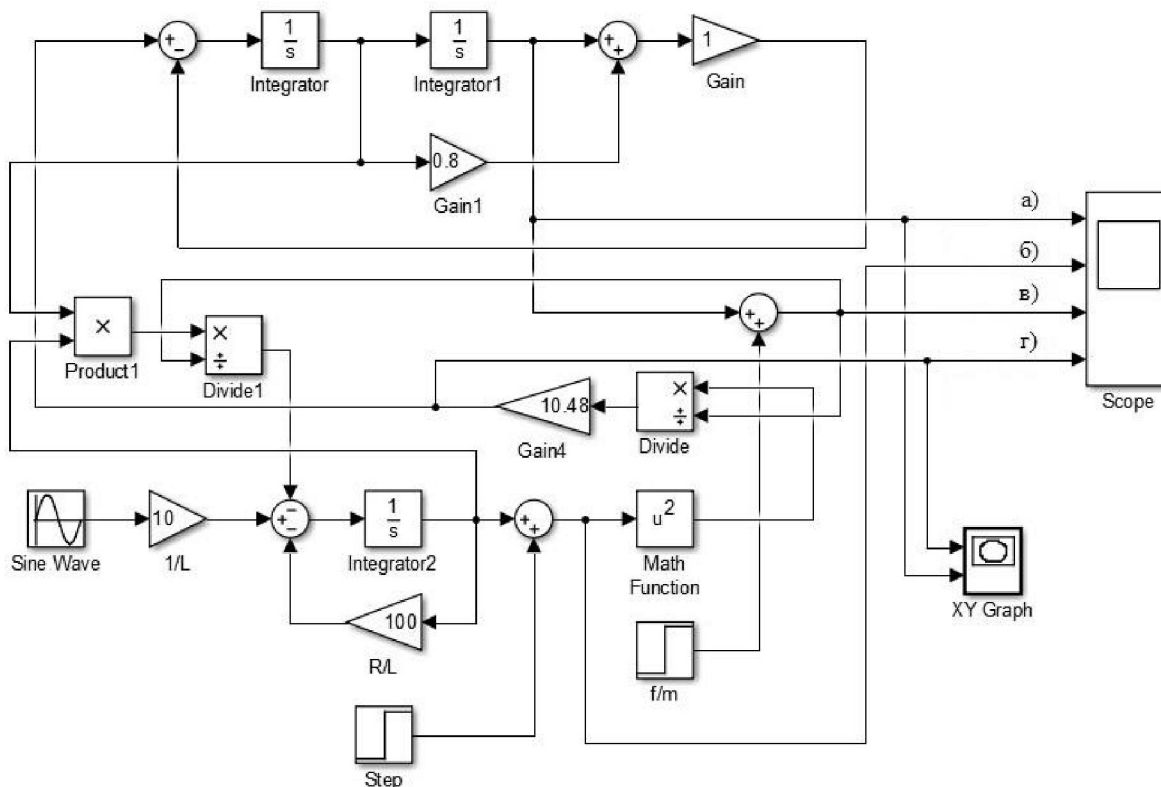 1
s
Integrator
1
s
Integrator1
1
Gain
0.8
Gain1
а)
б)
в)
г)
Scope
×
Product1
×
÷
Divide1
10.48
Gain4
×
÷
Divide
Sine Wave
10
1/L
1
s
Integrator2
100
R/L
Step
u²
Math
Function
f/m
XY Graph